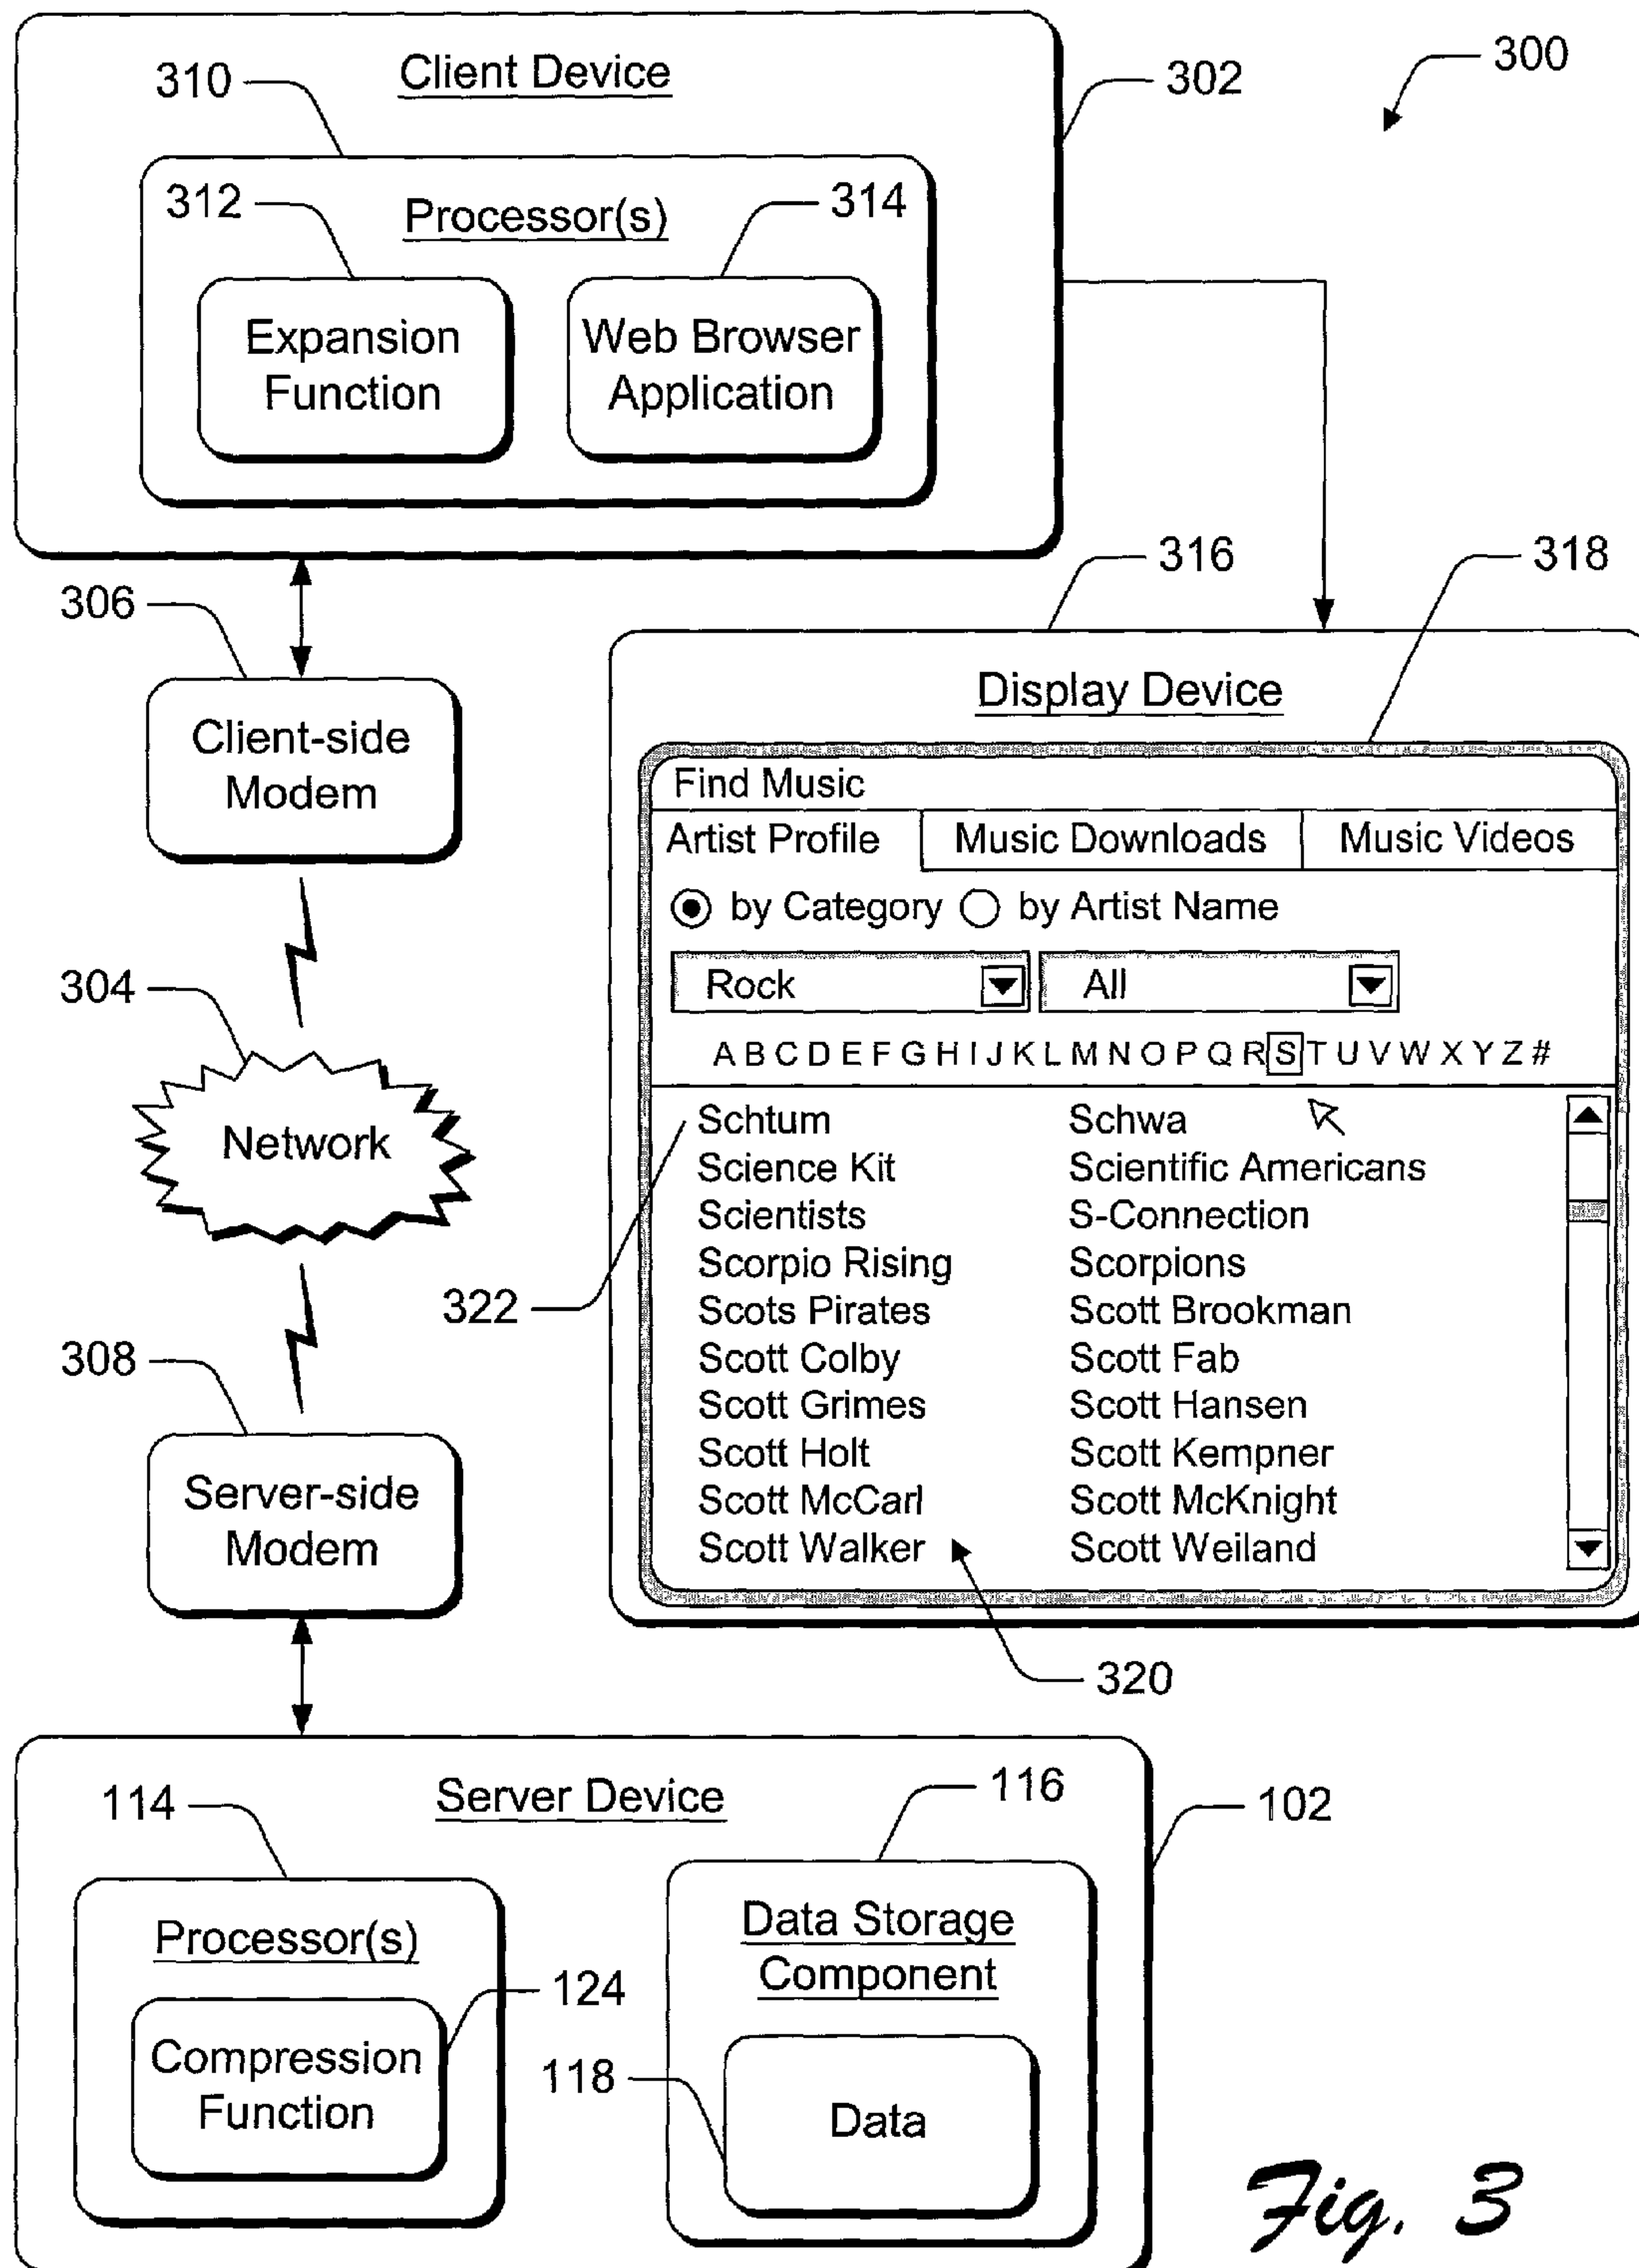 300
Client Device
302
310
Processor(s)
312
314
Expansion
Function
Web Browser
Application
306
316
318
Client-side
Modem
304
Network
308
Server-side
Modem
Display Device
Find Music
Artist Profile Music Downloads Music Videos
by Category by Artist Name
Rock All
A B C D E F G H I J K L M N O P Q R S T U V W X Y Z #
Schtum Schwa
Science Kit Scientific Americans
Scientists S-Connection
Scorpio Rising Scorpions
Scots Pirates Scott Brookman
Scott Colby Scott Fab
Scott Grimes Scott Hansen
Scott Holt Scott Kempner
Scott McCarl Scott McKnight
Scott Walker Scott Weiland
322
320
Server Device
102
114
116
Processor(s)
124
Compression
Function
Data Storage
Component
118
Data
Fig. 3